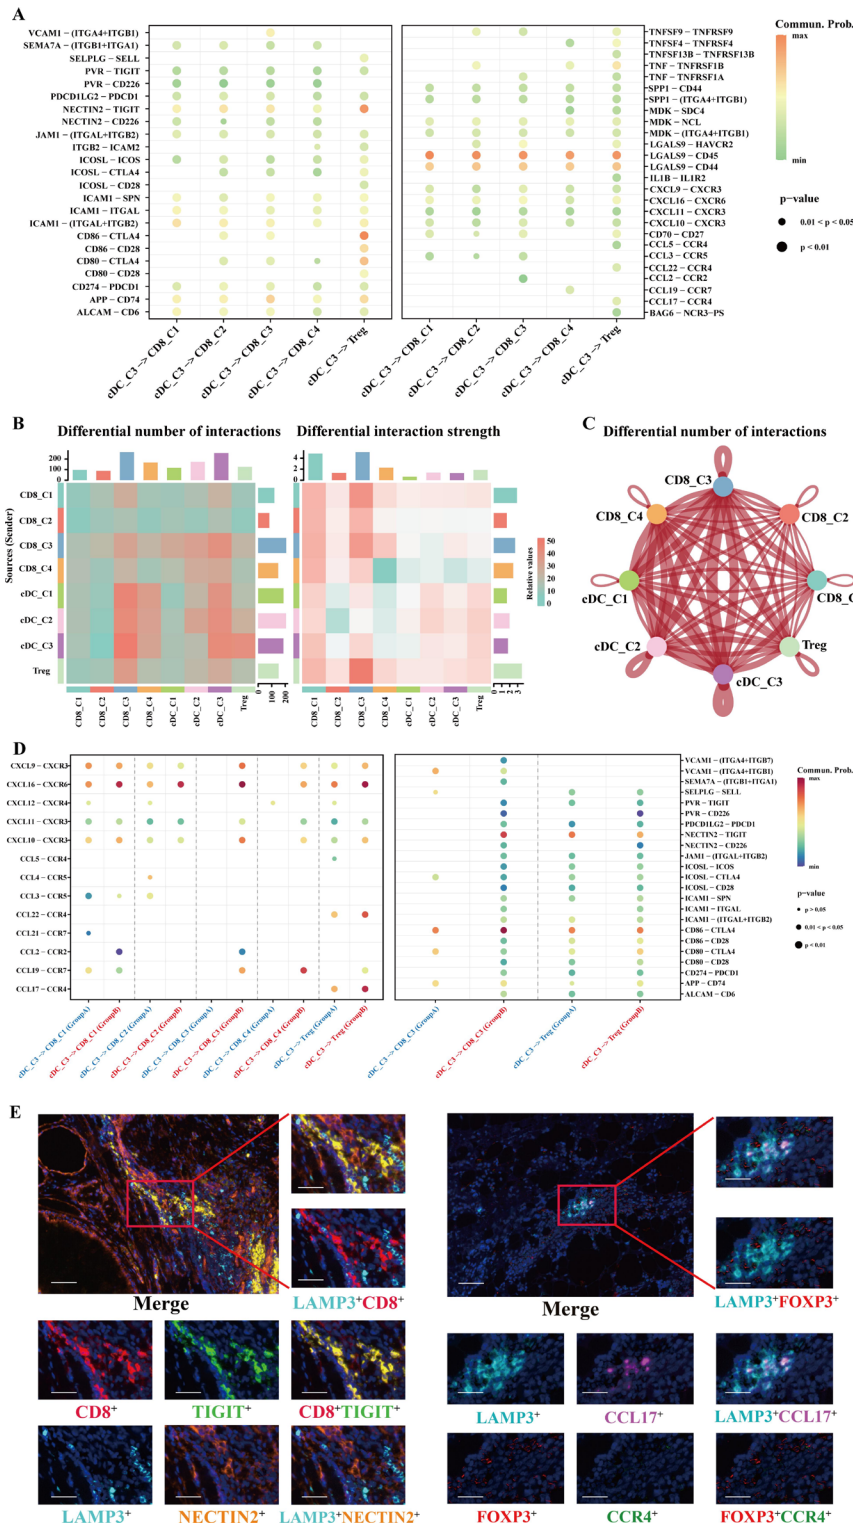 A
VCAM1 − (ITGA4+ITGB1)
SEMA7A − (ITGB1+ITGA1)
SELPLG − SELL
PVR − TIGIT
PVR − CD226
PDCD1LG2 − PDCD1
NECTIN2 − TIGIT
NECTIN2 − CD226
JAM1 − (ITGAL+ITGB2)
ITGB2 − ICAM2
ICOSL − ICOS
ICOSL − CTLA4
ICOSL − CD28
ICAM1 − SPN
ICAM1 − ITGAL
ICAM1 − (ITGAL+ITGB2)
CD86 − CTLA4
CD86 − CD28
CD80 − CTLA4
CD80 − CD28
CD274 − PDCD1
APP − CD74
ALCAM − CD6
cDC_C3 −> CD8_C1
cDC_C3 −> CD8_C2
cDC_C3 −> CD8_C3
cDC_C3 −> CD8_C4
cDC_C3 −> Treg
TNFSF9 − TNFRSF9
TNFSF4 − TNFRSF4
TNFSF13B − TNFRSF13B
TNF − TNFRSF1B
TNF − TNFRSF1A
SPP1 − CD44
SPP1 − (ITGA4+ITGB1)
MDK − SDC4
MDK − NCL
MDK − (ITGA4+ITGB1)
LGALS9 − HAVCR2
LGALS9 − CD45
LGALS9 − CD44
IL1B − IL1R2
CXCL9 − CXCR3
CXCL16 − CXCR6
CXCL11 − CXCR3
CXCL10 − CXCR3
CD70 − CD27
CCL5 − CCR4
CCL3 − CCR5
CCL22 − CCR4
CCL2 − CCR2
CCL19 − CCR7
CCL17 − CCR4
BAG6 − NCR3−PS
cDC_C3 −> CD8_C1
cDC_C3 −> CD8_C2
cDC_C3 −> CD8_C3
cDC_C3 −> CD8_C4
cDC_C3 −> Treg
Commun. Prob.
max
min
p−value
0.01 < p < 0.05
p < 0.01
B
Differential number of interactions
200
100
0
Sources (Sender)
CD8_C1
CD8_C2
CD8_C3
CD8_C4
cDC_C1
cDC_C2
cDC_C3
Treg
CD8_C1
CD8_C2
CD8_C3
CD8_C4
cDC_C1
cDC_C2
cDC_C3
Treg
0
100
200
Differential interaction strength
4
2
0
CD8_C1
CD8_C2
CD8_C3
CD8_C4
cDC_C1
cDC_C2
cDC_C3
Treg
0
1
2
3
Relative values
50
40
30
20
10
0
C
Differential number of interactions
CD8_C3
CD8_C4
CD8_C2
cDC_C1
CD8_C
cDC_C2
Treg
cDC_C3
D
CXCL9 − CXCR3
CXCL16 − CXCR6
CXCL12 − CXCR4
CXCL11 − CXCR3
CXCL10 − CXCR3
CCL5 − CCR4
CCL4 − CCR5
CCL3 − CCR5
CCL22 − CCR4
CCL21 − CCR7
CCL2 − CCR2
CCL19 − CCR7
CCL17 − CCR4
cDC_C3 −> CD8_C1 (GroupA)
cDC_C3 −> CD8_C1 (GroupB)
cDC_C3 −> CD8_C2 (GroupA)
cDC_C3 −> CD8_C2 (GroupB)
cDC_C3 −> CD8_C3 (GroupA)
cDC_C3 −> CD8_C3 (GroupB)
cDC_C3 −> CD8_C4 (GroupA)
cDC_C3 −> CD8_C4 (GroupB)
cDC_C3 −> Treg (GroupA)
cDC_C3 −> Treg (GroupB)
VCAM1 − (ITGA4+ITGB7)
VCAM1 − (ITGA4+ITGB1)
SEMA7A − (ITGB1+ITGA1)
SELPLG − SELL
PVR − TIGIT
PVR − CD226
PDCD1LG2 − PDCD1
NECTIN2 − TIGIT
NECTIN2 − CD226
JAM1 − (ITGAL+ITGB2)
ICOSL − ICOS
ICOSL − CTLA4
ICOSL − CD28
ICAM1 − SPN
ICAM1 − ITGAL
ICAM1 − (ITGAL+ITGB2)
CD86 − CTLA4
CD86 − CD28
CD80 − CTLA4
CD80 − CD28
CD274 − PDCD1
APP − CD74
ALCAM − CD6
cDC_C3 −> CD8_C3 (GroupA)
cDC_C3 −> CD8_C3 (GroupB)
cDC_C3 −> Treg (GroupA)
cDC_C3 −> Treg (GroupB)
Commun. Prob.
max
min
p−value
p > 0.05
0.01 < p < 0.05
p < 0.01
E
Merge
LAMP3+CD8+
CD8+
TIGIT+
CD8+TIGIT+
LAMP3+
NECTIN2+
LAMP3+NECTIN2+
Merge
LAMP3+FOXP3+
LAMP3+
CCL17+
LAMP3+CCL17+
FOXP3+
CCR4+
FOXP3+CCR4+